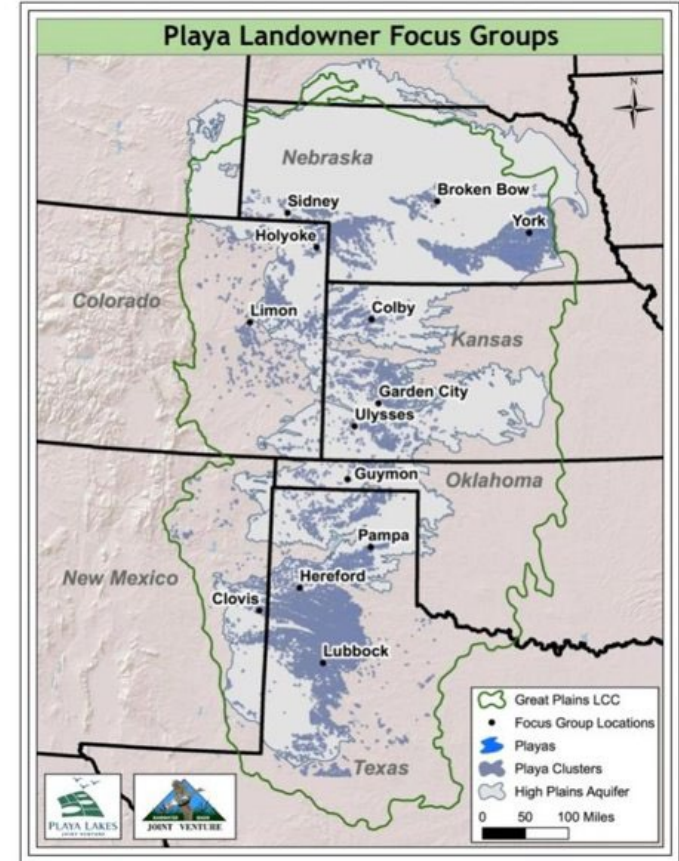 Playa Landowner Focus Groups
N
Nebraska
Broken Bow
Sidney
York
Holyoke
Colorado
Limon
Colby
Kansas
Garden City
Ulysses
Guymon
Oklahoma
Pampa
New Mexico
Hereford
Clovis
Lubbock
Texas
Great Plains LCC
Focus Group Locations
Playas
Playa Clusters
High Plains Aquifer
0 50 100 Miles
PLAYA LAKES
JOINT VENTURE
JOINT VENTURE